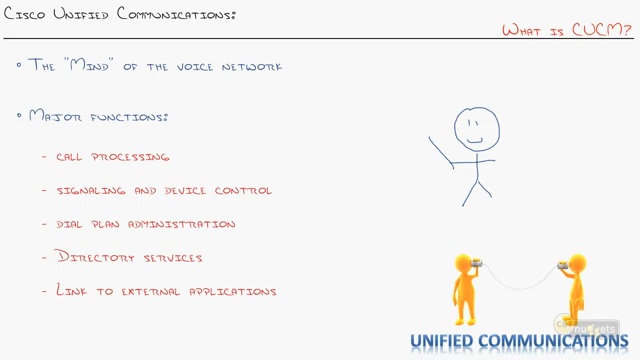 Cisco Unified Communications:
What is CUCM?
• The "Mind" of the voice network
• Major functions:
- call processing
- signaling and device control
- dial plan administration
- Directory services
- Link to external applications
nuggets
UNIFIED COMMUNICATIONS